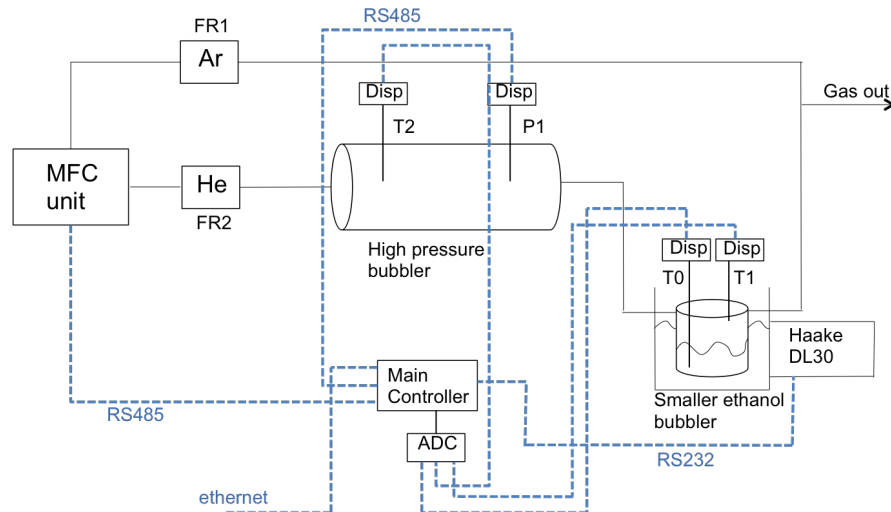 RS485
FR1
Ar
Gas out
Disp
Disp
T2
P1
MFC
unit
He
FR2
High pressure
bubbler
Disp
Disp
T0
T1
Haake
DL30
Main
Controller
Smaller ethanol
bubbler
RS485
ADC
RS232
ethernet